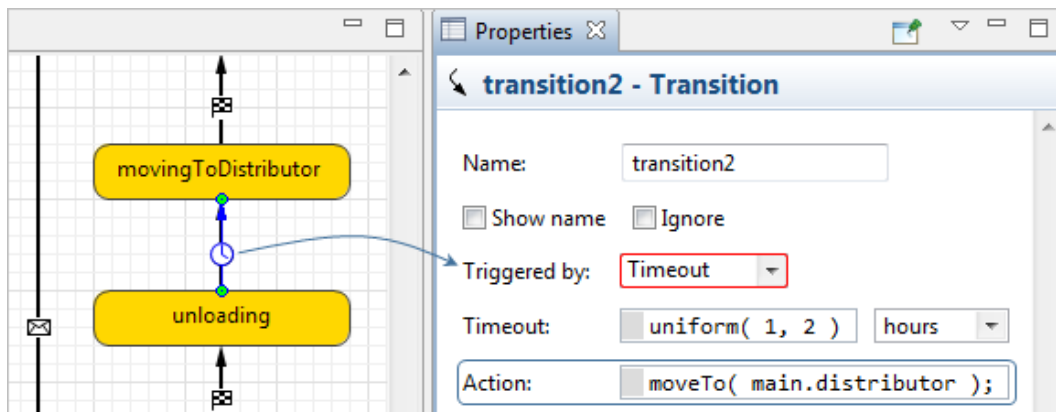 Properties
transition2 - Transition
movingToDistributor
Name: transition2
Show name Ignore
Triggered by: Timeout
unloading
Timeout: uniform( 1, 2 ) hours
Action: moveTo( main.distributor );